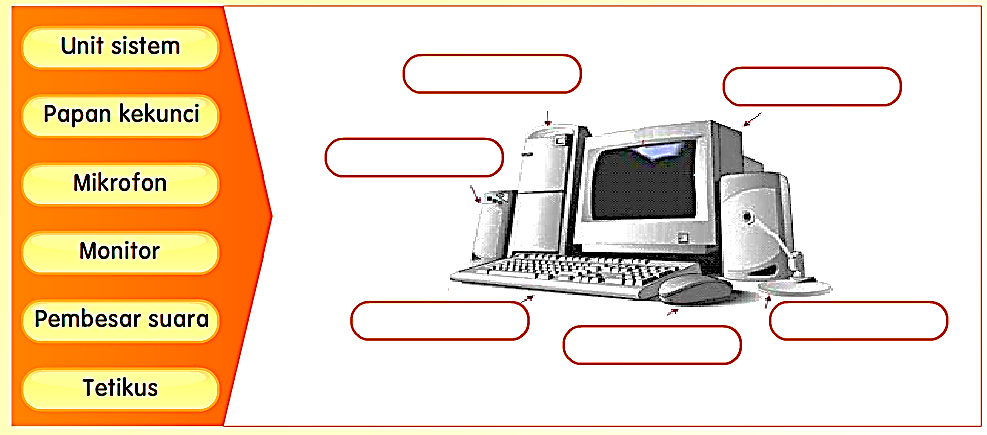 Unit sistem
Papan kekunci
Mikrofon
Monitor
Pembesar suara
Tetikus